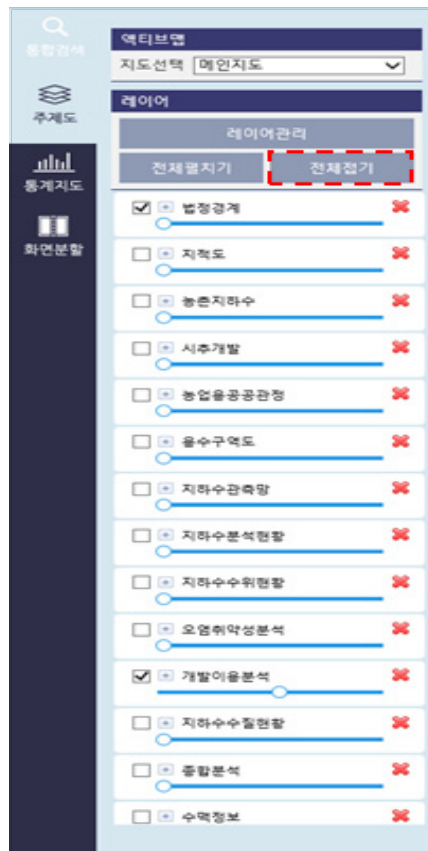 통합검색
주제도
통계지도
화면분할
액티브맵
지도선택 메인지도
레이어
레이어관리
전체펼치기 전체접기
법정경계
지적도
농촌지하수
시추개발
농업용공공관정
용수구역도
지하수관측망
지하수분석현황
지하수수위현황
오염취약성분석
개발이용분석
지하수수질현황
종합분석
수맥정보